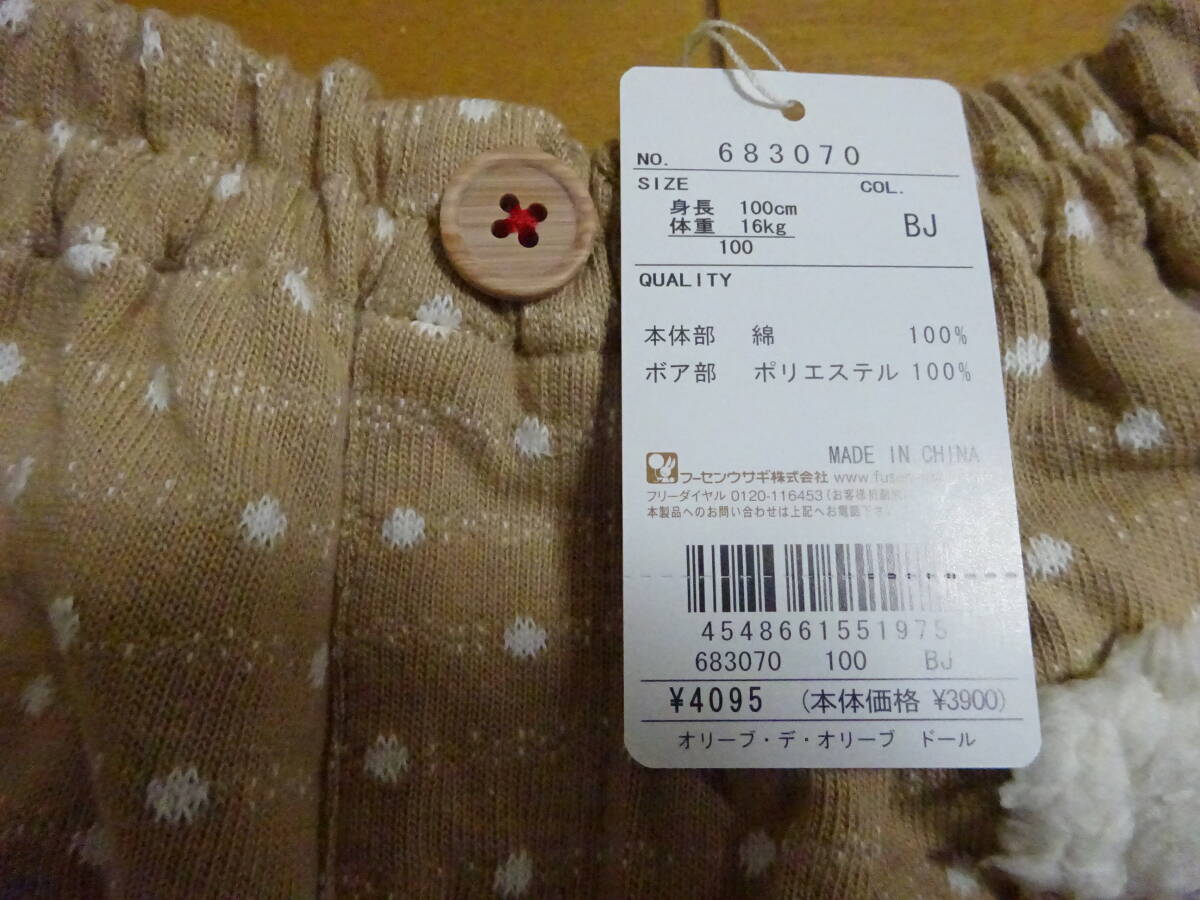 NO. 683070
SIZE COL.
身長 100cm
体重 16kg
100 BJ
QUALITY
本体部 綿 100%
ボア部 ポリエステル 100%
MADE IN CHINA
フーセンウサギ株式会社
フリーダイヤル 0120-116453
本製品へのお問い合わせは上記へお電話下さい
4548661551975
683070 100 BJ
¥4095 (本体価格 ¥3900)
オリーブ・デ・オリーブ ドール